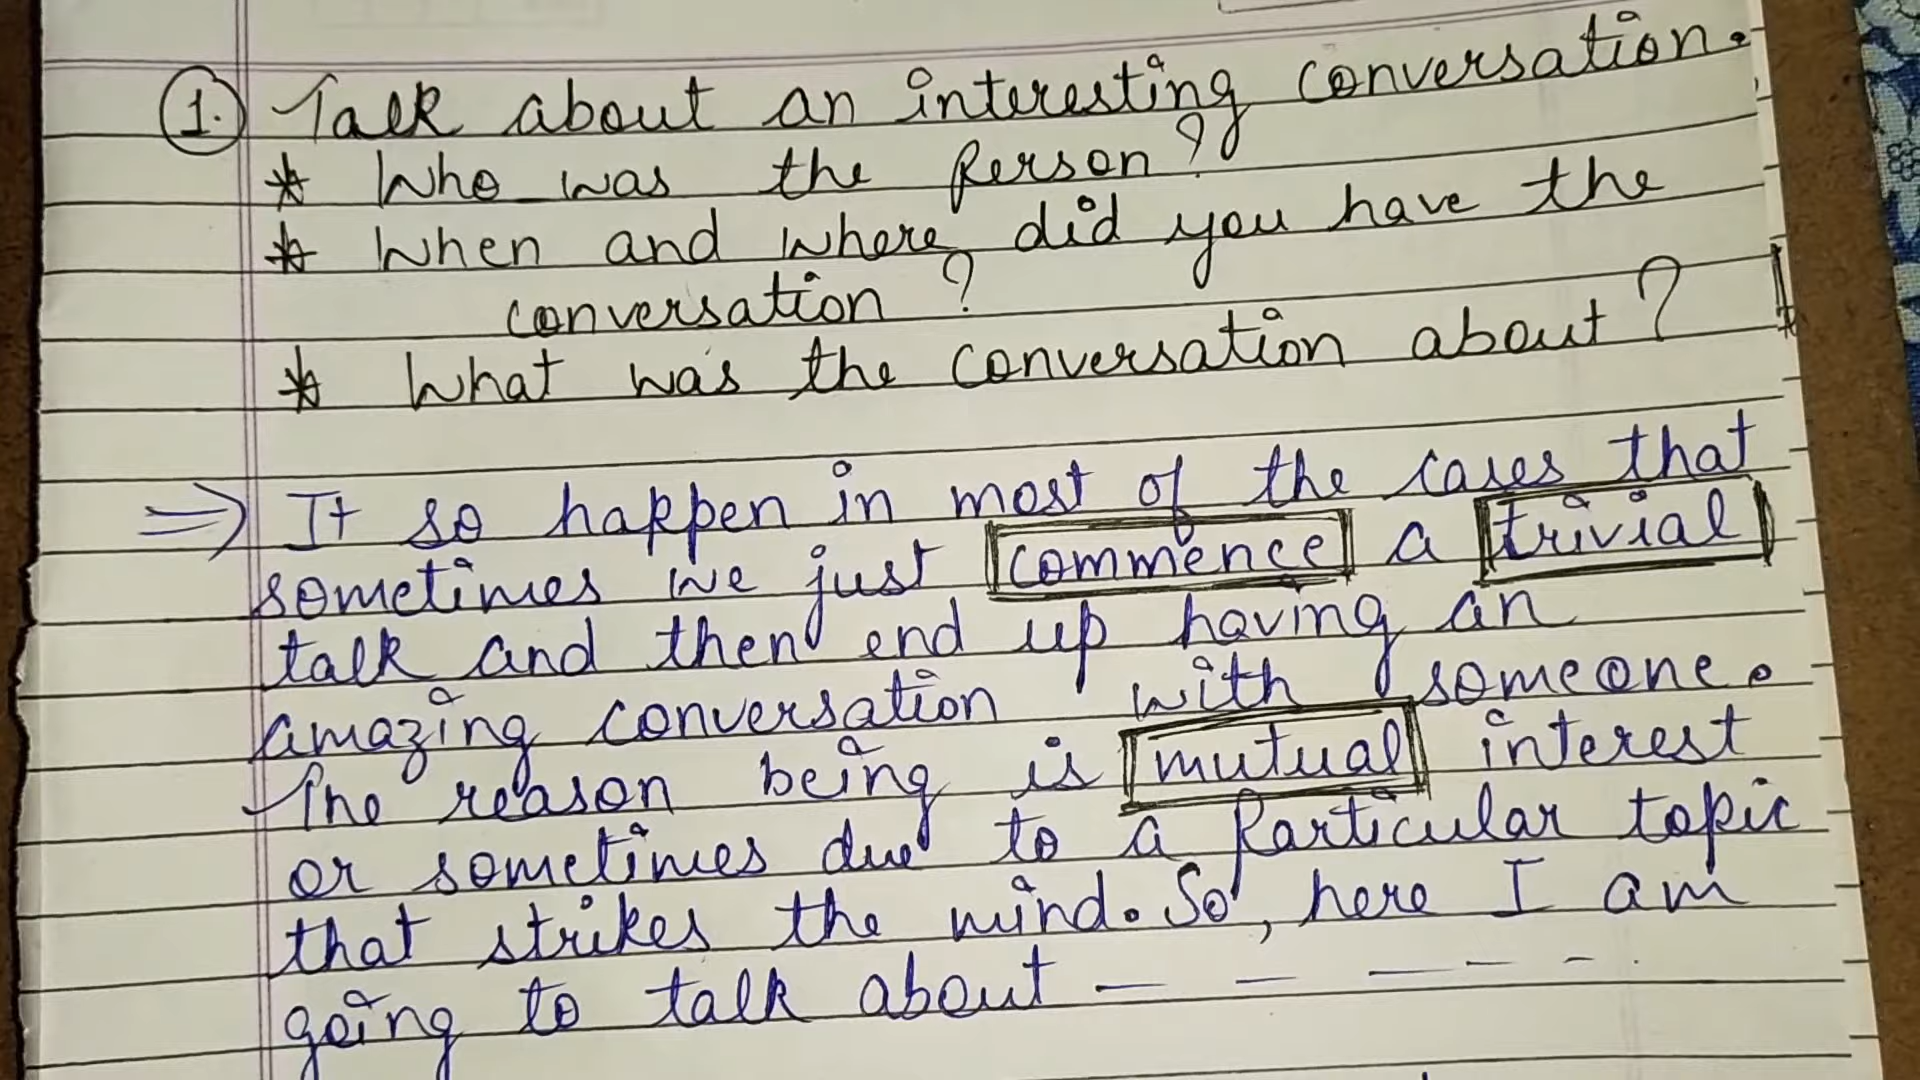 1. Talk about an interesting conversation.
* Who was the Person?
* When and where did you have the
conversation ?
* What was the conversation about?
⇒ It so happen in most of the cases that
sometimes we just commence a trivial
talk and then end up having an
amazing conversation with someone.
The reason being is mutual interest
or sometimes due to a Particular topic
that strikes the mind. So, here I am
going to talk about — — — — - .